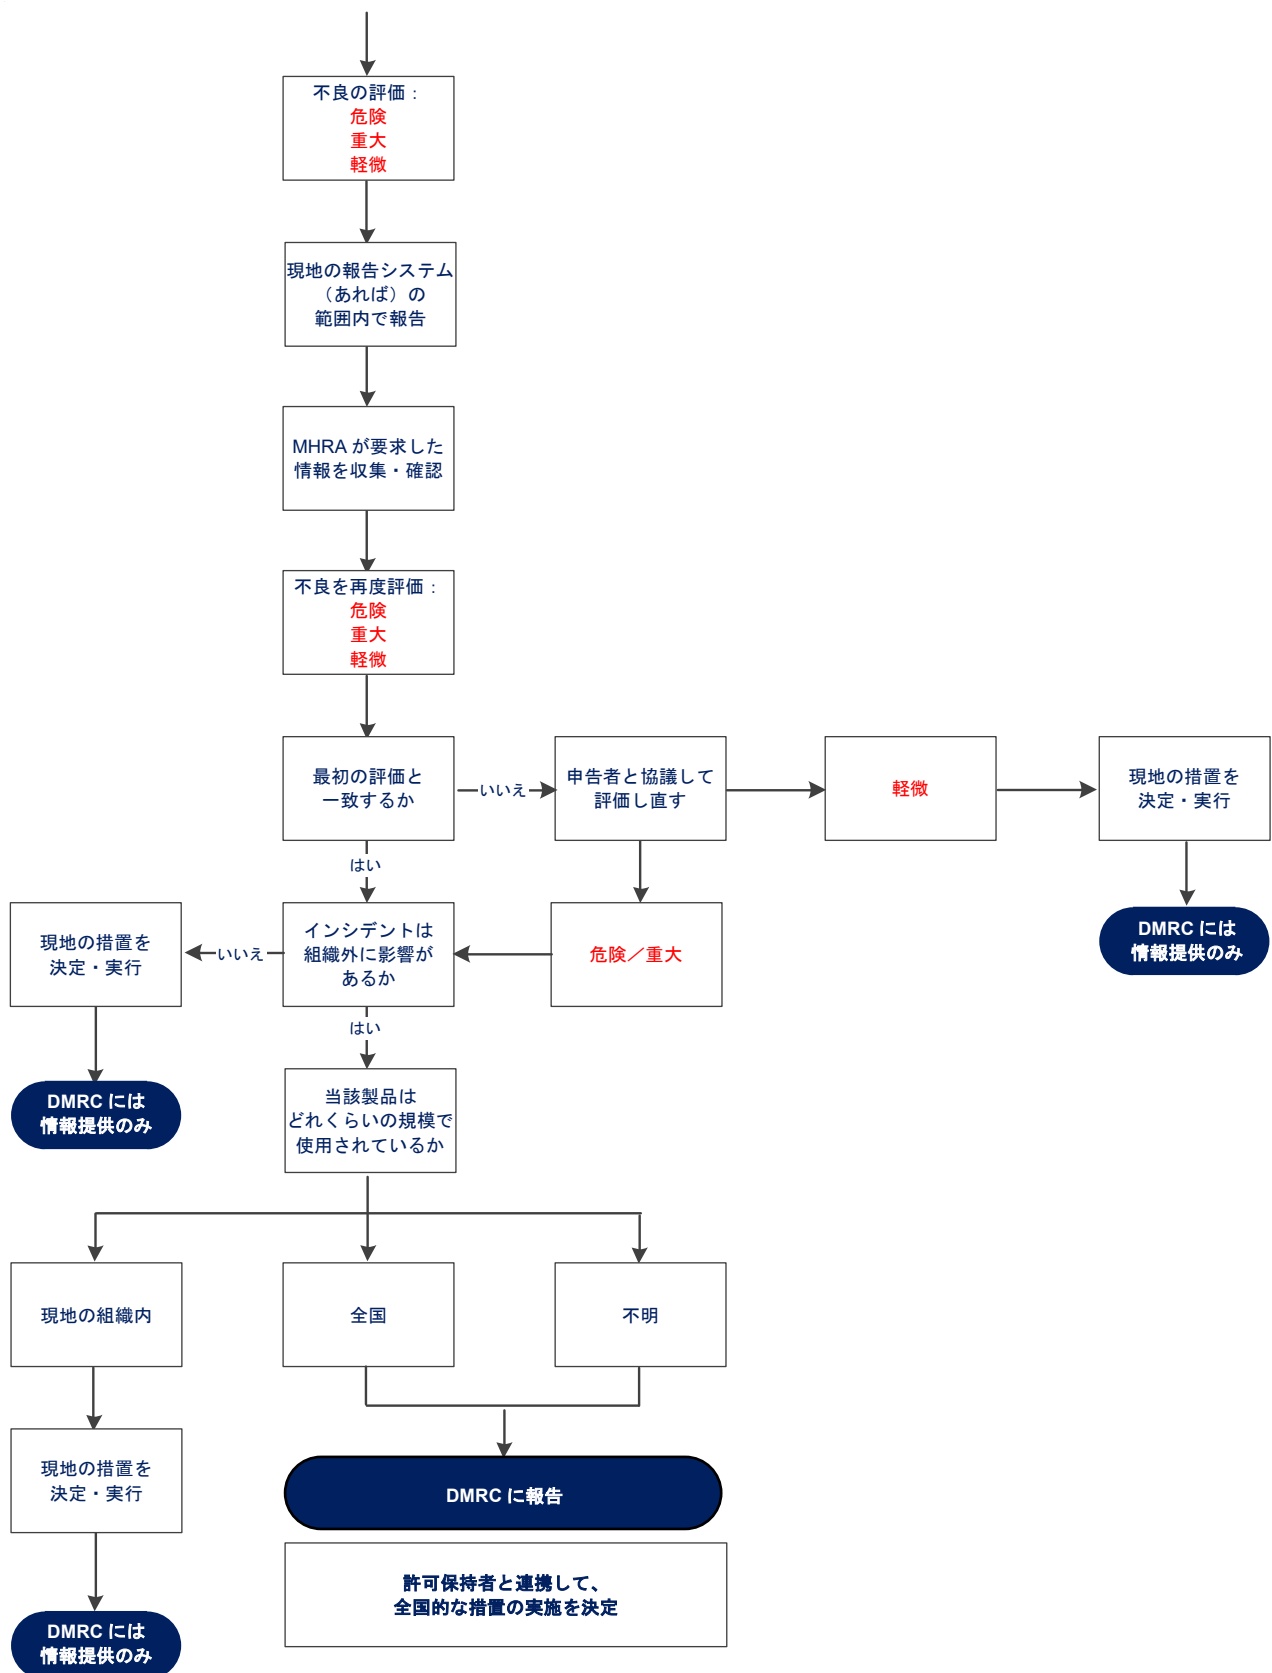 不良の評価：
危険
重大
軽微
現地の報告システム
（あれば）の
範囲内で報告
MHRA が要求した
情報を収集・確認
不良を再度評価：
危険
重大
軽微
最初の評価と
一致するか
いいえ
申告者と協議して
評価し直す
軽微
現地の措置を
決定・実行
はい
現地の措置を
決定・実行
いいえ
インシデントは
組織外に影響が
あるか
危険／重大
DMRC には
情報提供のみ
はい
DMRC には
情報提供のみ
当該製品は
どれくらいの規模で
使用されているか
現地の組織内
全国
不明
現地の措置を
決定・実行
DMRC に報告
許可保持者と連携して、
全国的な措置の実施を決定
DMRC には
情報提供のみ